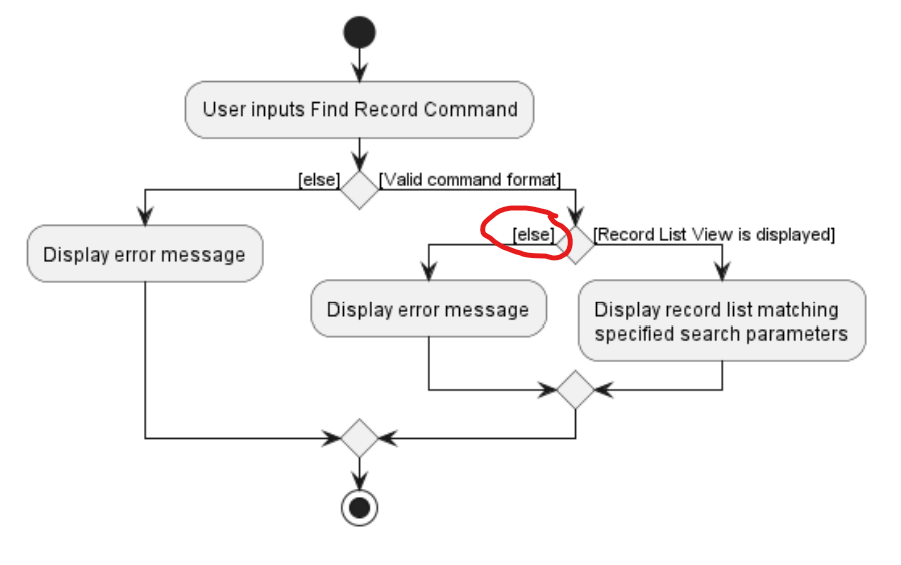 User inputs Find Record Command
[else]
[Valid command format]
[else]
[Record List View is displayed]
Display error message
Display error message
Display record list matching
specified search parameters